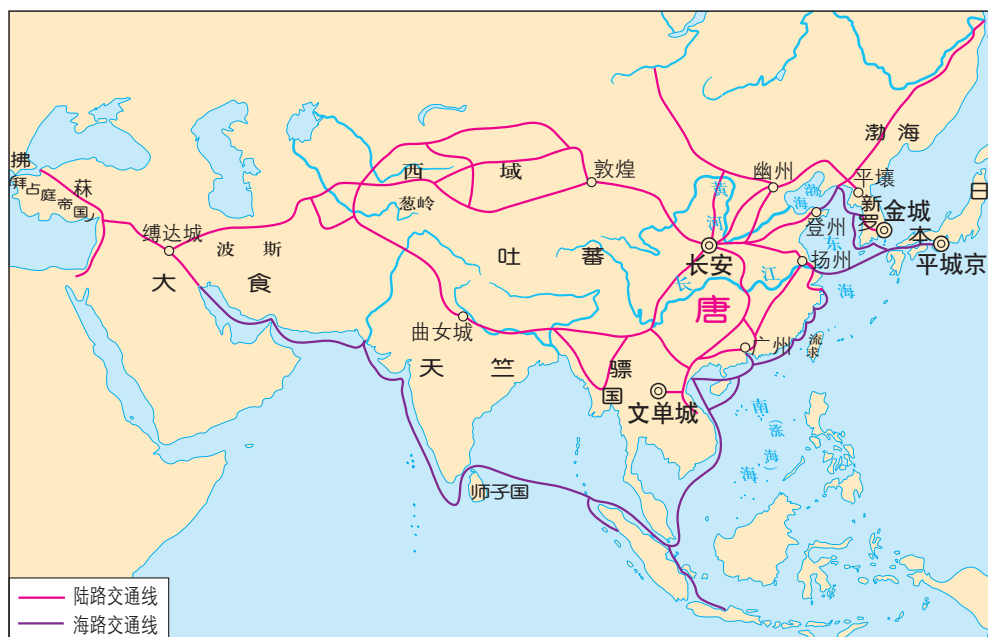 渤海
拂菻
(拜占庭帝国)
西域
敦煌
幽州
平壤
日本
葱岭
黄河
渤海
登州
新罗
金城
缚达城
波斯
吐蕃
长安
东海
扬州
平城京
大食
长江
唐
曲女城
天竺
骠国
广州
流求
文单城
南海
(涨海)
师子国
陆路交通线
海路交通线